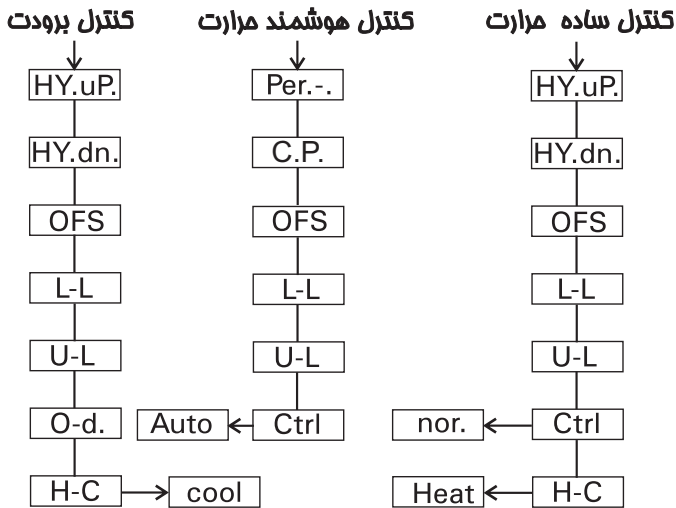 کنترل ساده حرارت
HY.uP.
HY.dn.
OFS
L-L
U-L
Ctrl
nor.
H-C
Heat
کنترل هوشمند حرارت
Per.-.
C.P.
OFS
L-L
U-L
Ctrl
Auto
کنترل برودت
HY.uP.
HY.dn.
OFS
L-L
U-L
O-d.
H-C
cool